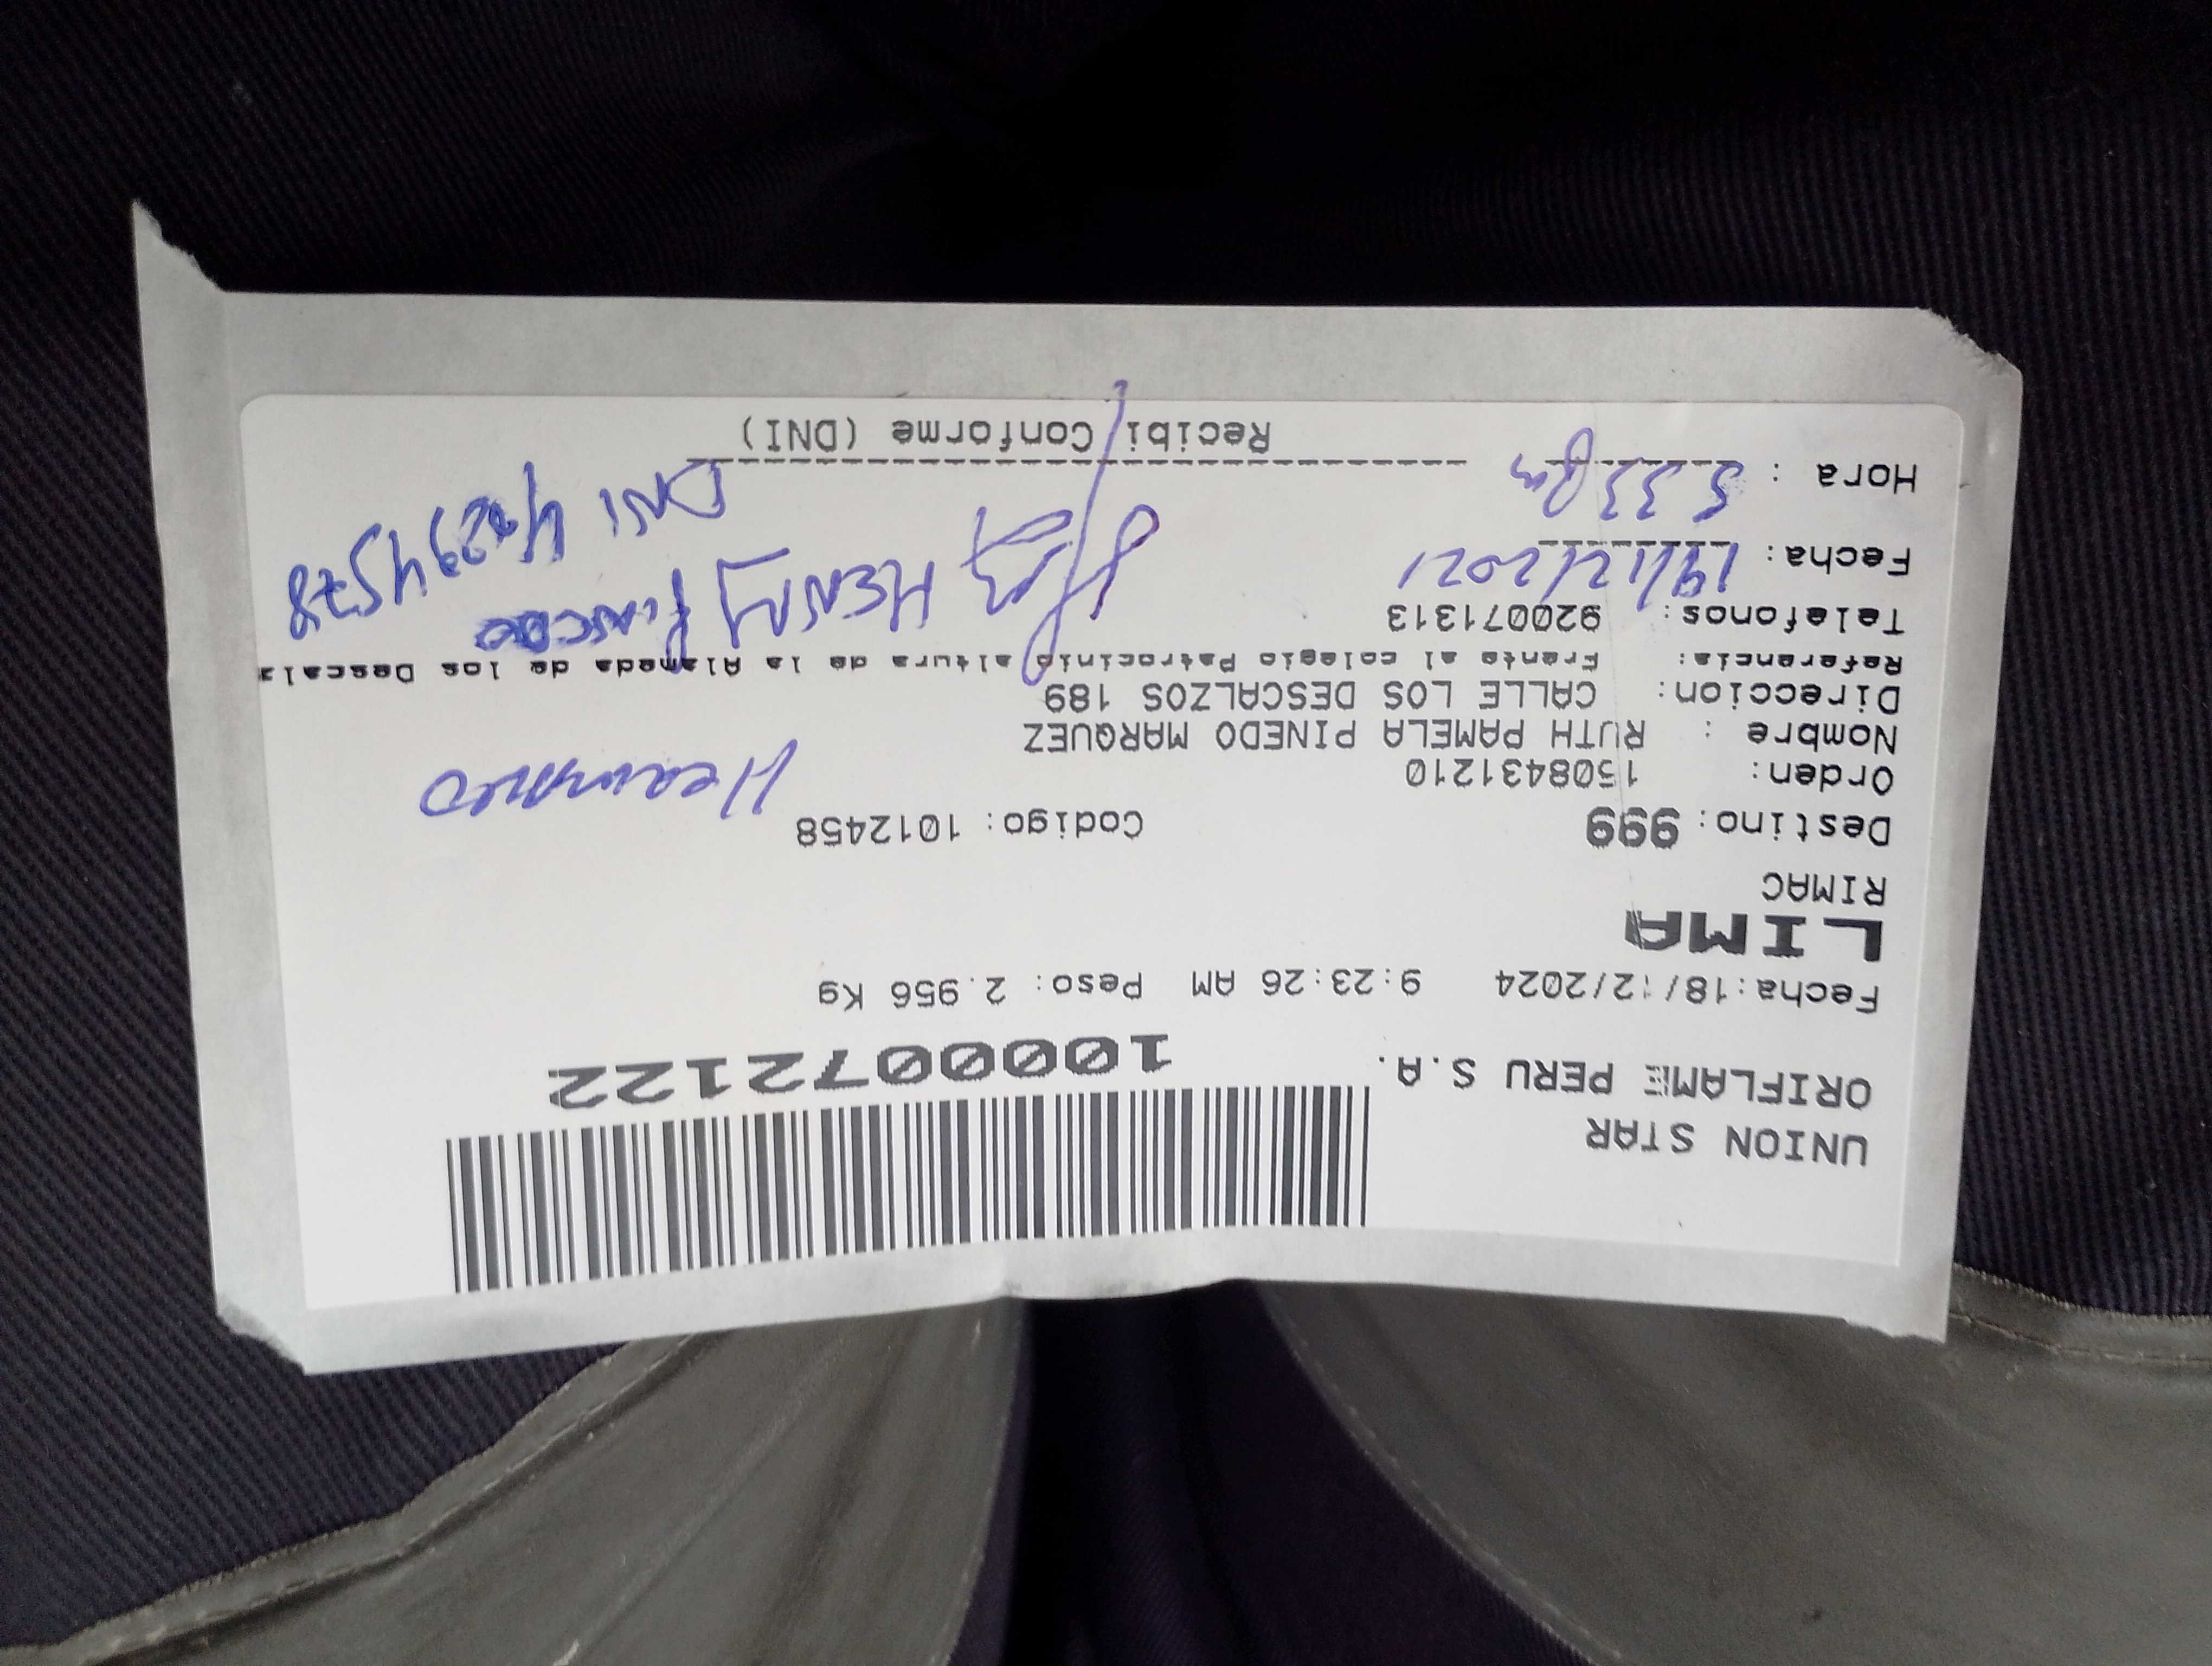 UNION STAR
ORIFLAME PERU S.A.
1000072122
Fecha:18/12/2024 9:23:26 AM Peso: 2.956 Kg
LIMA
RIMAC
Destino: 999 Codigo: 1012458
Orden: 1508431210
Hermano
Nombre : RUTH PAMELA PINEDO MARQUEZ
Direccion: CALLE LOS DESCALZOS 189
Referencia: Frente al colegio Patrocinio altura de la Alameda de los Descalz
Telefonos: 920071313
Fecha: 19/12/2021
HENRY
DNI
Hora : 5 33 pm
Recibi Conforme (DNI)